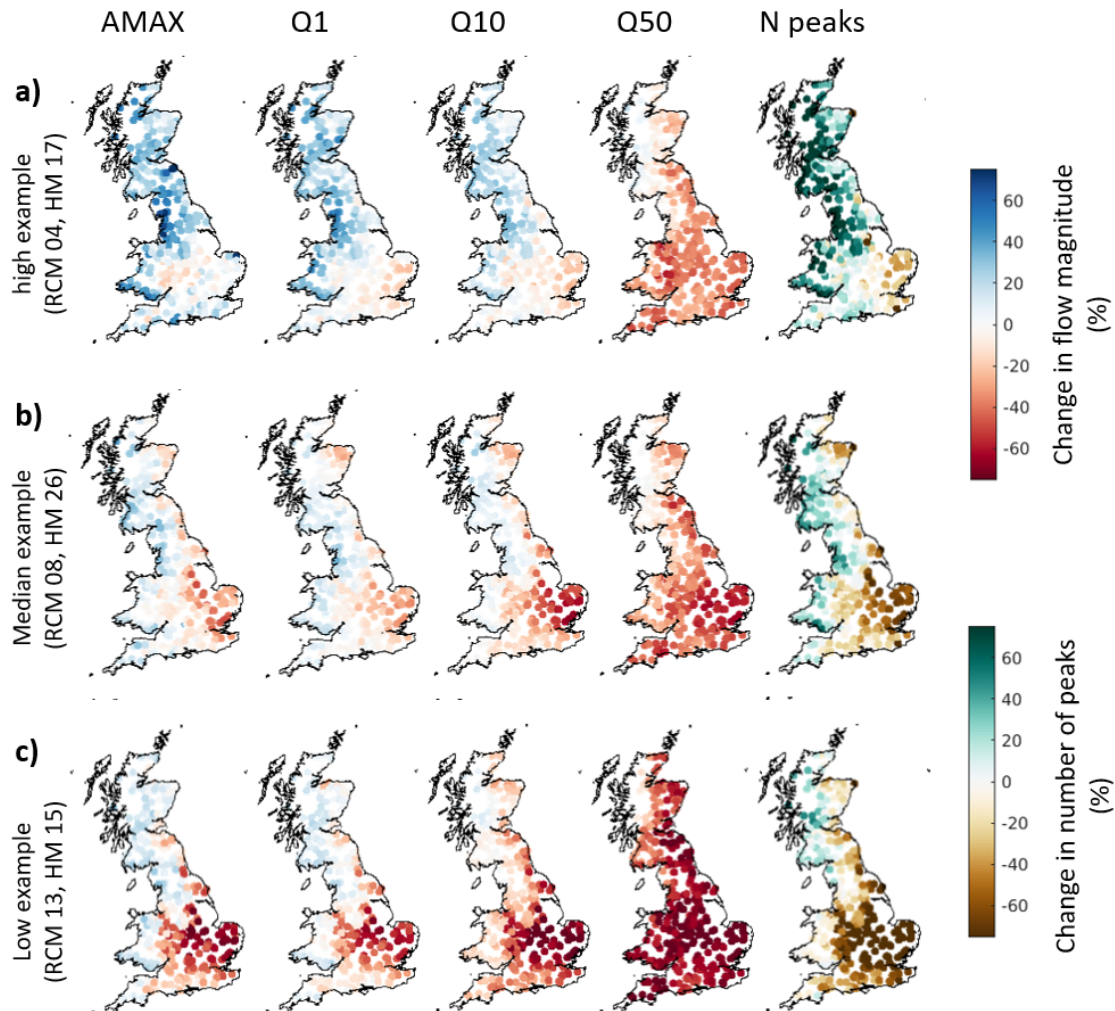 AMAX Q1 Q10 Q50 N peaks
a)
high example
(RCM 04, HM 17)
60
40
20
0
-20
-40
-60
Change in flow magnitude
(%)
b)
Median example
(RCM 08, HM 26)
c)
Low example
(RCM 13, HM 15)
60
40
20
0
-20
-40
-60
Change in number of peaks
(%)